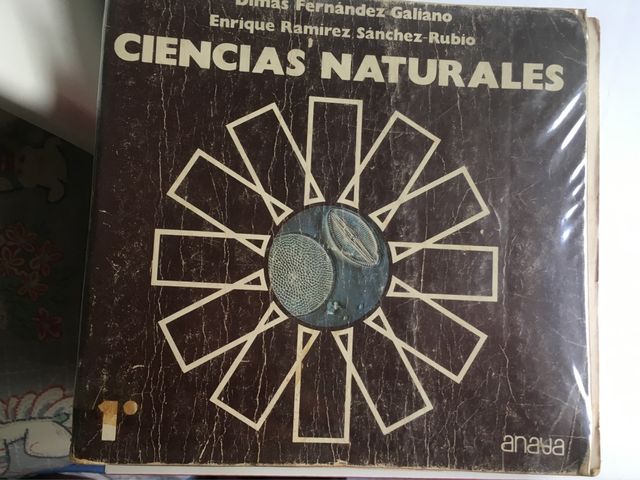 Dimas Fernández-Galiano
Enrique Ramírez Sánchez-Rubio
CIENCIAS NATURALES
1º
anaya